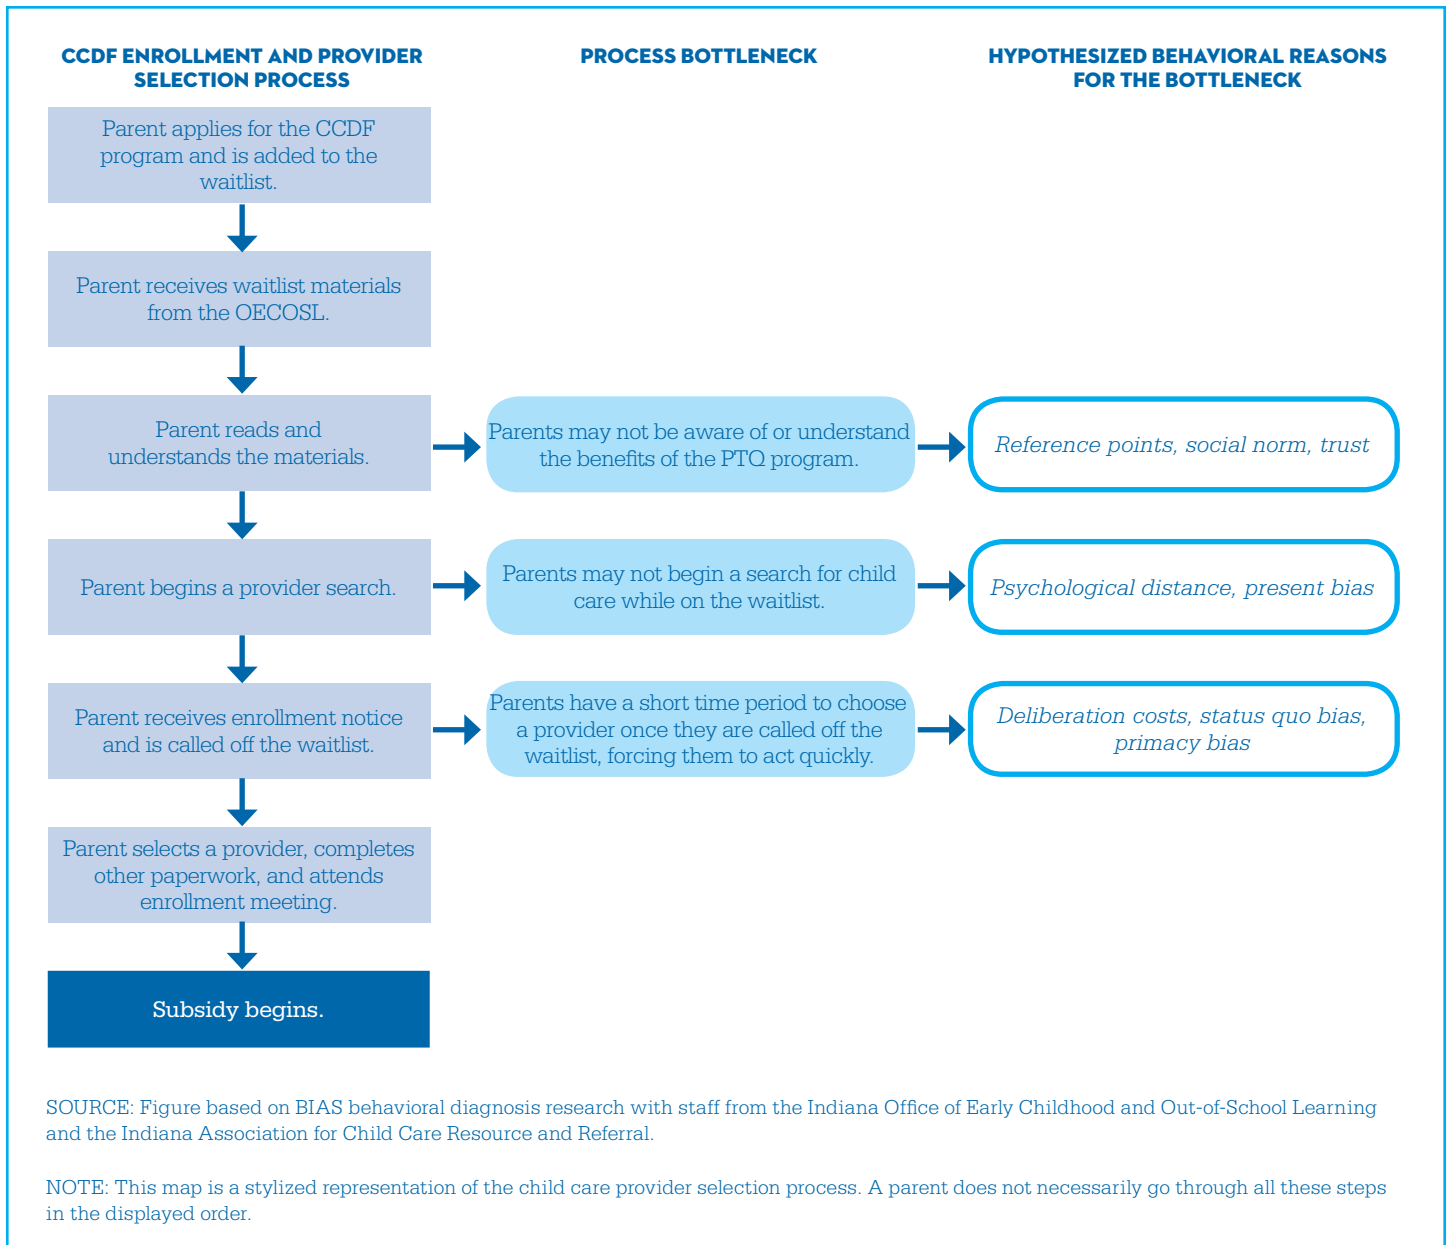 CCDF ENROLLMENT AND PROVIDER
SELECTION PROCESS
PROCESS BOTTLENECK
HYPOTHESIZED BEHAVIORAL REASONS
FOR THE BOTTLENECK
Parent applies for the CCDF
program and is added to the
waitlist.
Parent receives waitlist materials
from the OECOSL.
Parent reads and
understands the materials.
Parents may not be aware of or understand
the benefits of the PTQ program.
Reference points, social norm, trust
Parent begins a provider search.
Parents may not begin a search for child
care while on the waitlist.
Psychological distance, present bias
Parent receives enrollment notice
and is called off the waitlist.
Parents have a short time period to choose
a provider once they are called off the
waitlist, forcing them to act quickly.
Deliberation costs, status quo bias,
primacy bias
Parent selects a provider, completes
other paperwork, and attends
enrollment meeting.
Subsidy begins.
SOURCE: Figure based on BIAS behavioral diagnosis research with staff from the Indiana Office of Early Childhood and Out-of-School Learning
and the Indiana Association for Child Care Resource and Referral.
NOTE: This map is a stylized representation of the child care provider selection process. A parent does not necessarily go through all these steps
in the displayed order.